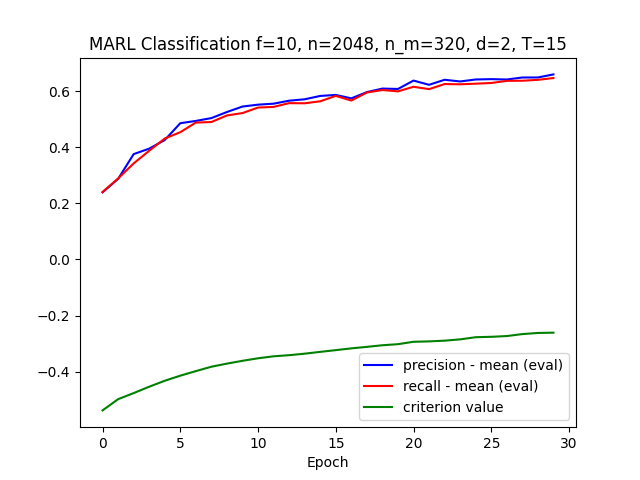 MARL Classification f=10, n=2048, n_m=320, d=2, T=15
0.6
0.4
0.2
0.0
−0.2
−0.4
precision - mean (eval)
recall - mean (eval)
criterion value
0 5 10 15 20 25 30
Epoch